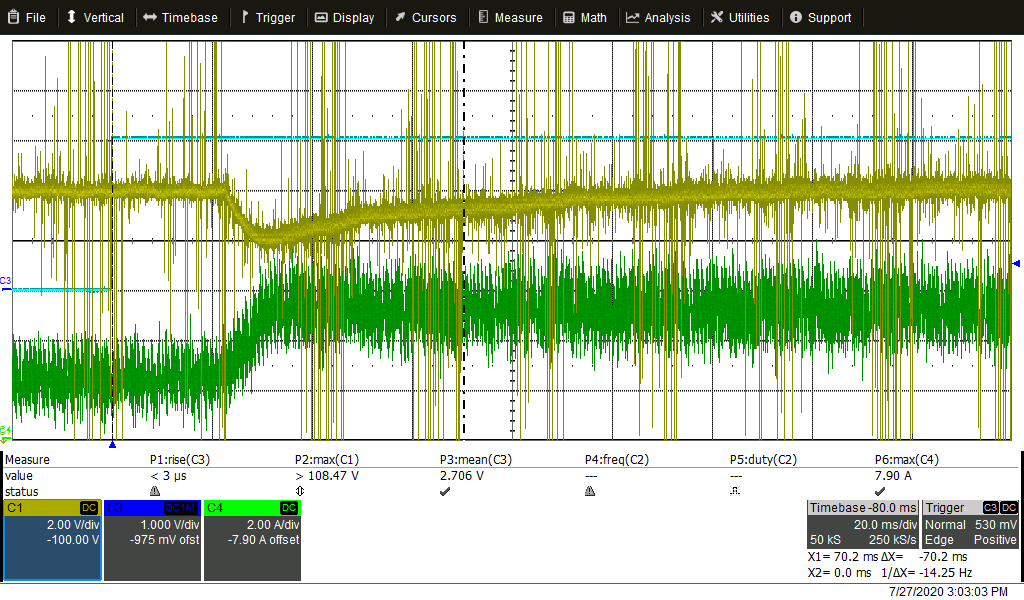 File Vertical Timebase Trigger Display Cursors Measure Math Analysis Utilities Support
C3
C4
Measure P1:rise(C3) P2:max(C1) P3:mean(C3) P4:freq(C2) P5:duty(C2) P6:max(C4)
value < 3 µs > 108.47 V 2.706 V --- --- 7.90 A
status
C1 DC C3 DC1M C4 DC Timebase -80.0 ms Trigger C3 DC
2.00 V/div 1.000 V/div 2.00 A/div 20.0 ms/div Normal 530 mV
-100.00 V -975 mV ofst -7.90 A offset 50 kS 250 kS/s Edge Positive
X1= 70.2 ms ΔX= -70.2 ms
X2= 0.0 ms 1/ΔX= -14.25 Hz
7/27/2020 3:03:03 PM